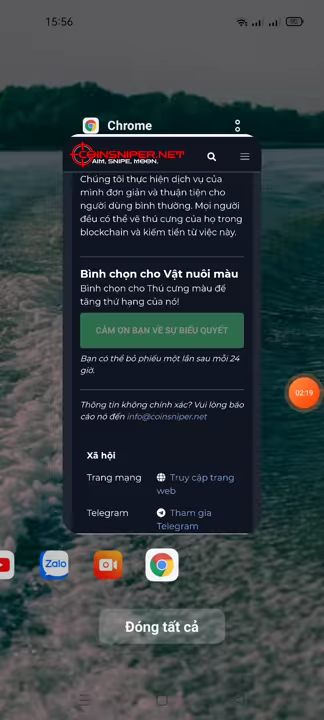 15:56
Chrome
COINSNIPER.NET
AIM, SNIPE, MOON.
Chúng tôi thực hiện dịch vụ của
mình đơn giản và thuận tiện cho
người dùng bình thường. Mọi người
đều có thể vẽ thú cưng của họ trong
blockchain và kiếm tiền từ việc này.
Bình chọn cho Vật nuôi màu
Bình chọn cho Thú cưng màu để
tăng thứ hạng của nó!
CẢM ƠN BẠN VỀ SỰ BIỂU QUYẾT
Bạn có thể bỏ phiếu một lần sau mỗi 24
giờ.
Thông tin không chính xác? Vui lòng báo
cáo nó đến info@coinsniper.net
Xã hội
Trang mạng
Truy cập trang
web
Telegram
Tham gia
Telegram
02:19
Zalo
Đóng tất cả